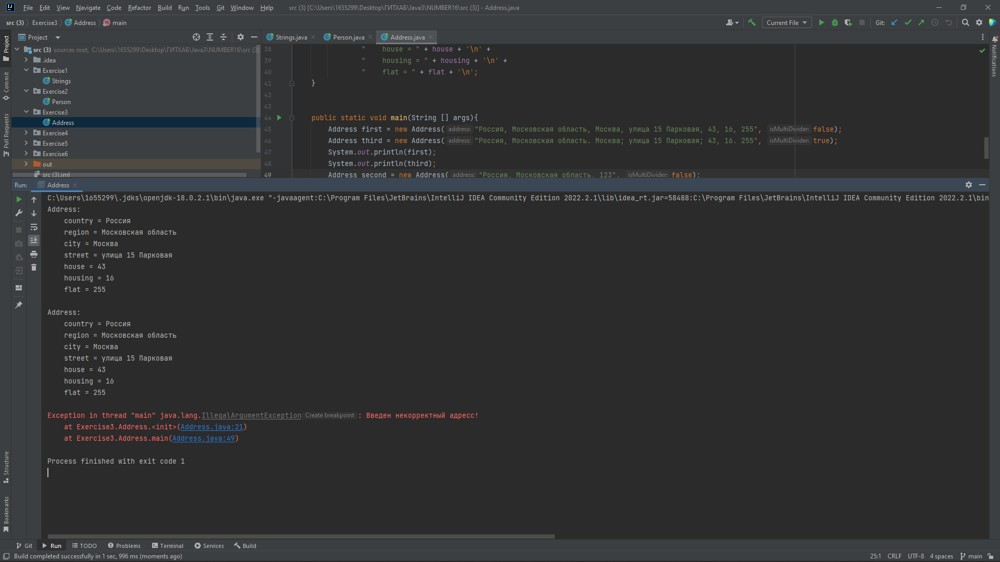 File Edit View Navigate Code Refactor Build Run Tools Git Window Help src (3) [C:\Users\1655299\Desktop\ГИТХАБ\Java3\NUMBER16\src (3)] - Address.java
src (3) Exercise3 Address main Current File Git:
Project
Strings.java Person.java Address.java
src (3) sources root, C:\Users\1655299\Desktop\ГИТХАБ\Java3\NUMBER16\src (3)
.idea
Exercise1
Strings
Exercise2
Person
Exercise3
Address
Exercise4
Exercise5
Exercise6
out
src (3).iml
38 " house = " + house + '\n' +
39 " housing = " + housing + '\n' +
40 " flat = " + flat + '\n';
41 }
42
43
44 public static void main(String [] args){
45 Address first = new Address( address: "Россия, Московская область, Москва, улица 15 Парковая, 43, 16, 255", isMultiDivider: false);
46 Address third = new Address( address: "Россия, Московская область. Москва; улица 15 Парковая; 43, 16. 255", isMultiDivider: true);
47 System.out.println(first);
48 System.out.println(third);
49 Address second = new Address( address: "Россия, Московская область, 123", isMultiDivider: false);
Project
Commit
Pull Requests
Structure
Bookmarks
Notifications
Run: Address
C:\Users\1655299\.jdks\openjdk-18.0.2.1\bin\java.exe "-javaagent:C:\Program Files\JetBrains\IntelliJ IDEA Community Edition 2022.2.1\lib\idea_rt.jar=58488:C:\Program Files\JetBrains\IntelliJ IDEA Community Edition 2022.2.1\bin
Address:
country = Россия
region = Московская область
city = Москва
street = улица 15 Парковая
house = 43
housing = 16
flat = 255
Address:
country = Россия
region = Московская область
city = Москва
street = улица 15 Парковая
house = 43
housing = 16
flat = 255
Exception in thread "main" java.lang.IllegalArgumentException Create breakpoint : Введен некорректный адресс!
at Exercise3.Address.<init>(Address.java:21)
at Exercise3.Address.main(Address.java:49)
Process finished with exit code 1
Git Run TODO Problems Terminal Services Build
Build completed successfully in 1 sec, 996 ms (moments ago) 25:1 CRLF UTF-8 4 spaces main